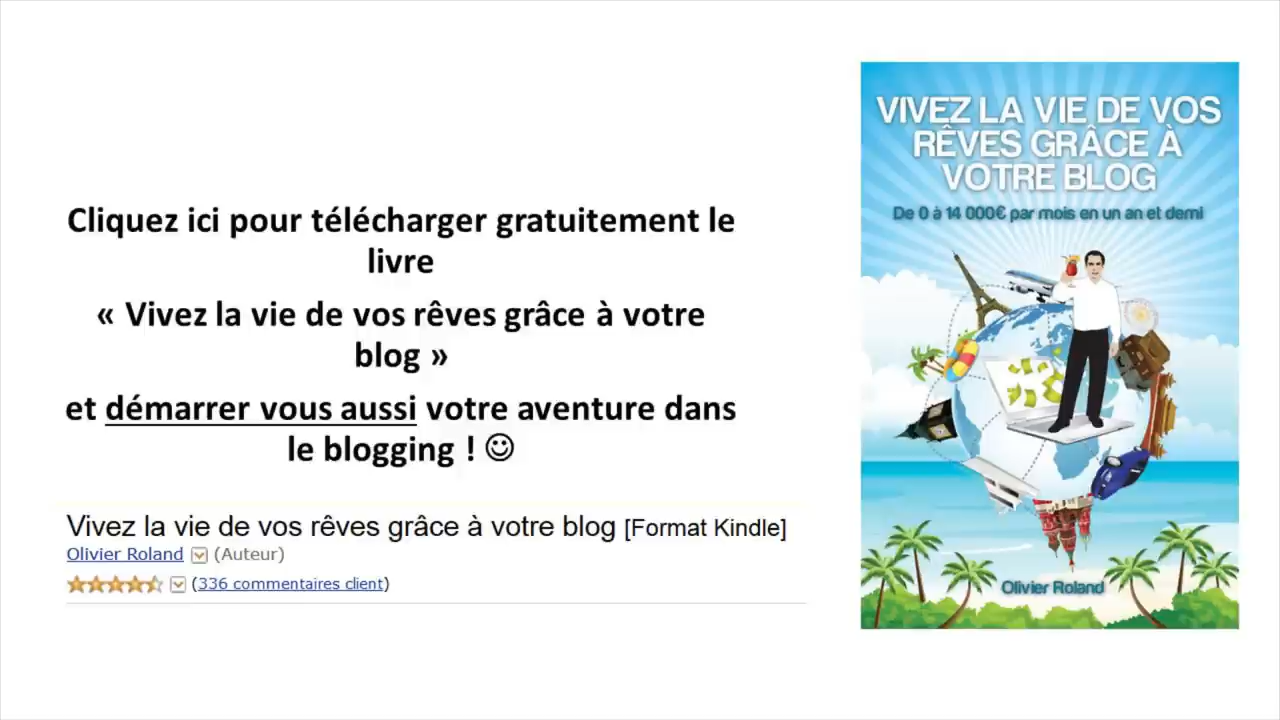 Cliquez ici pour télécharger gratuitement le
livre
« Vivez la vie de vos rêves grâce à votre
blog »
et démarrer vous aussi votre aventure dans
le blogging ! ☺
Vivez la vie de vos rêves grâce à votre blog [Format Kindle]
Olivier Roland (Auteur)
(336 commentaires client)
VIVEZ LA VIE DE VOS
RÊVES GRÂCE À
VOTRE BLOG
De 0 à 14 000€ par mois en un an et demi
Olivier Roland